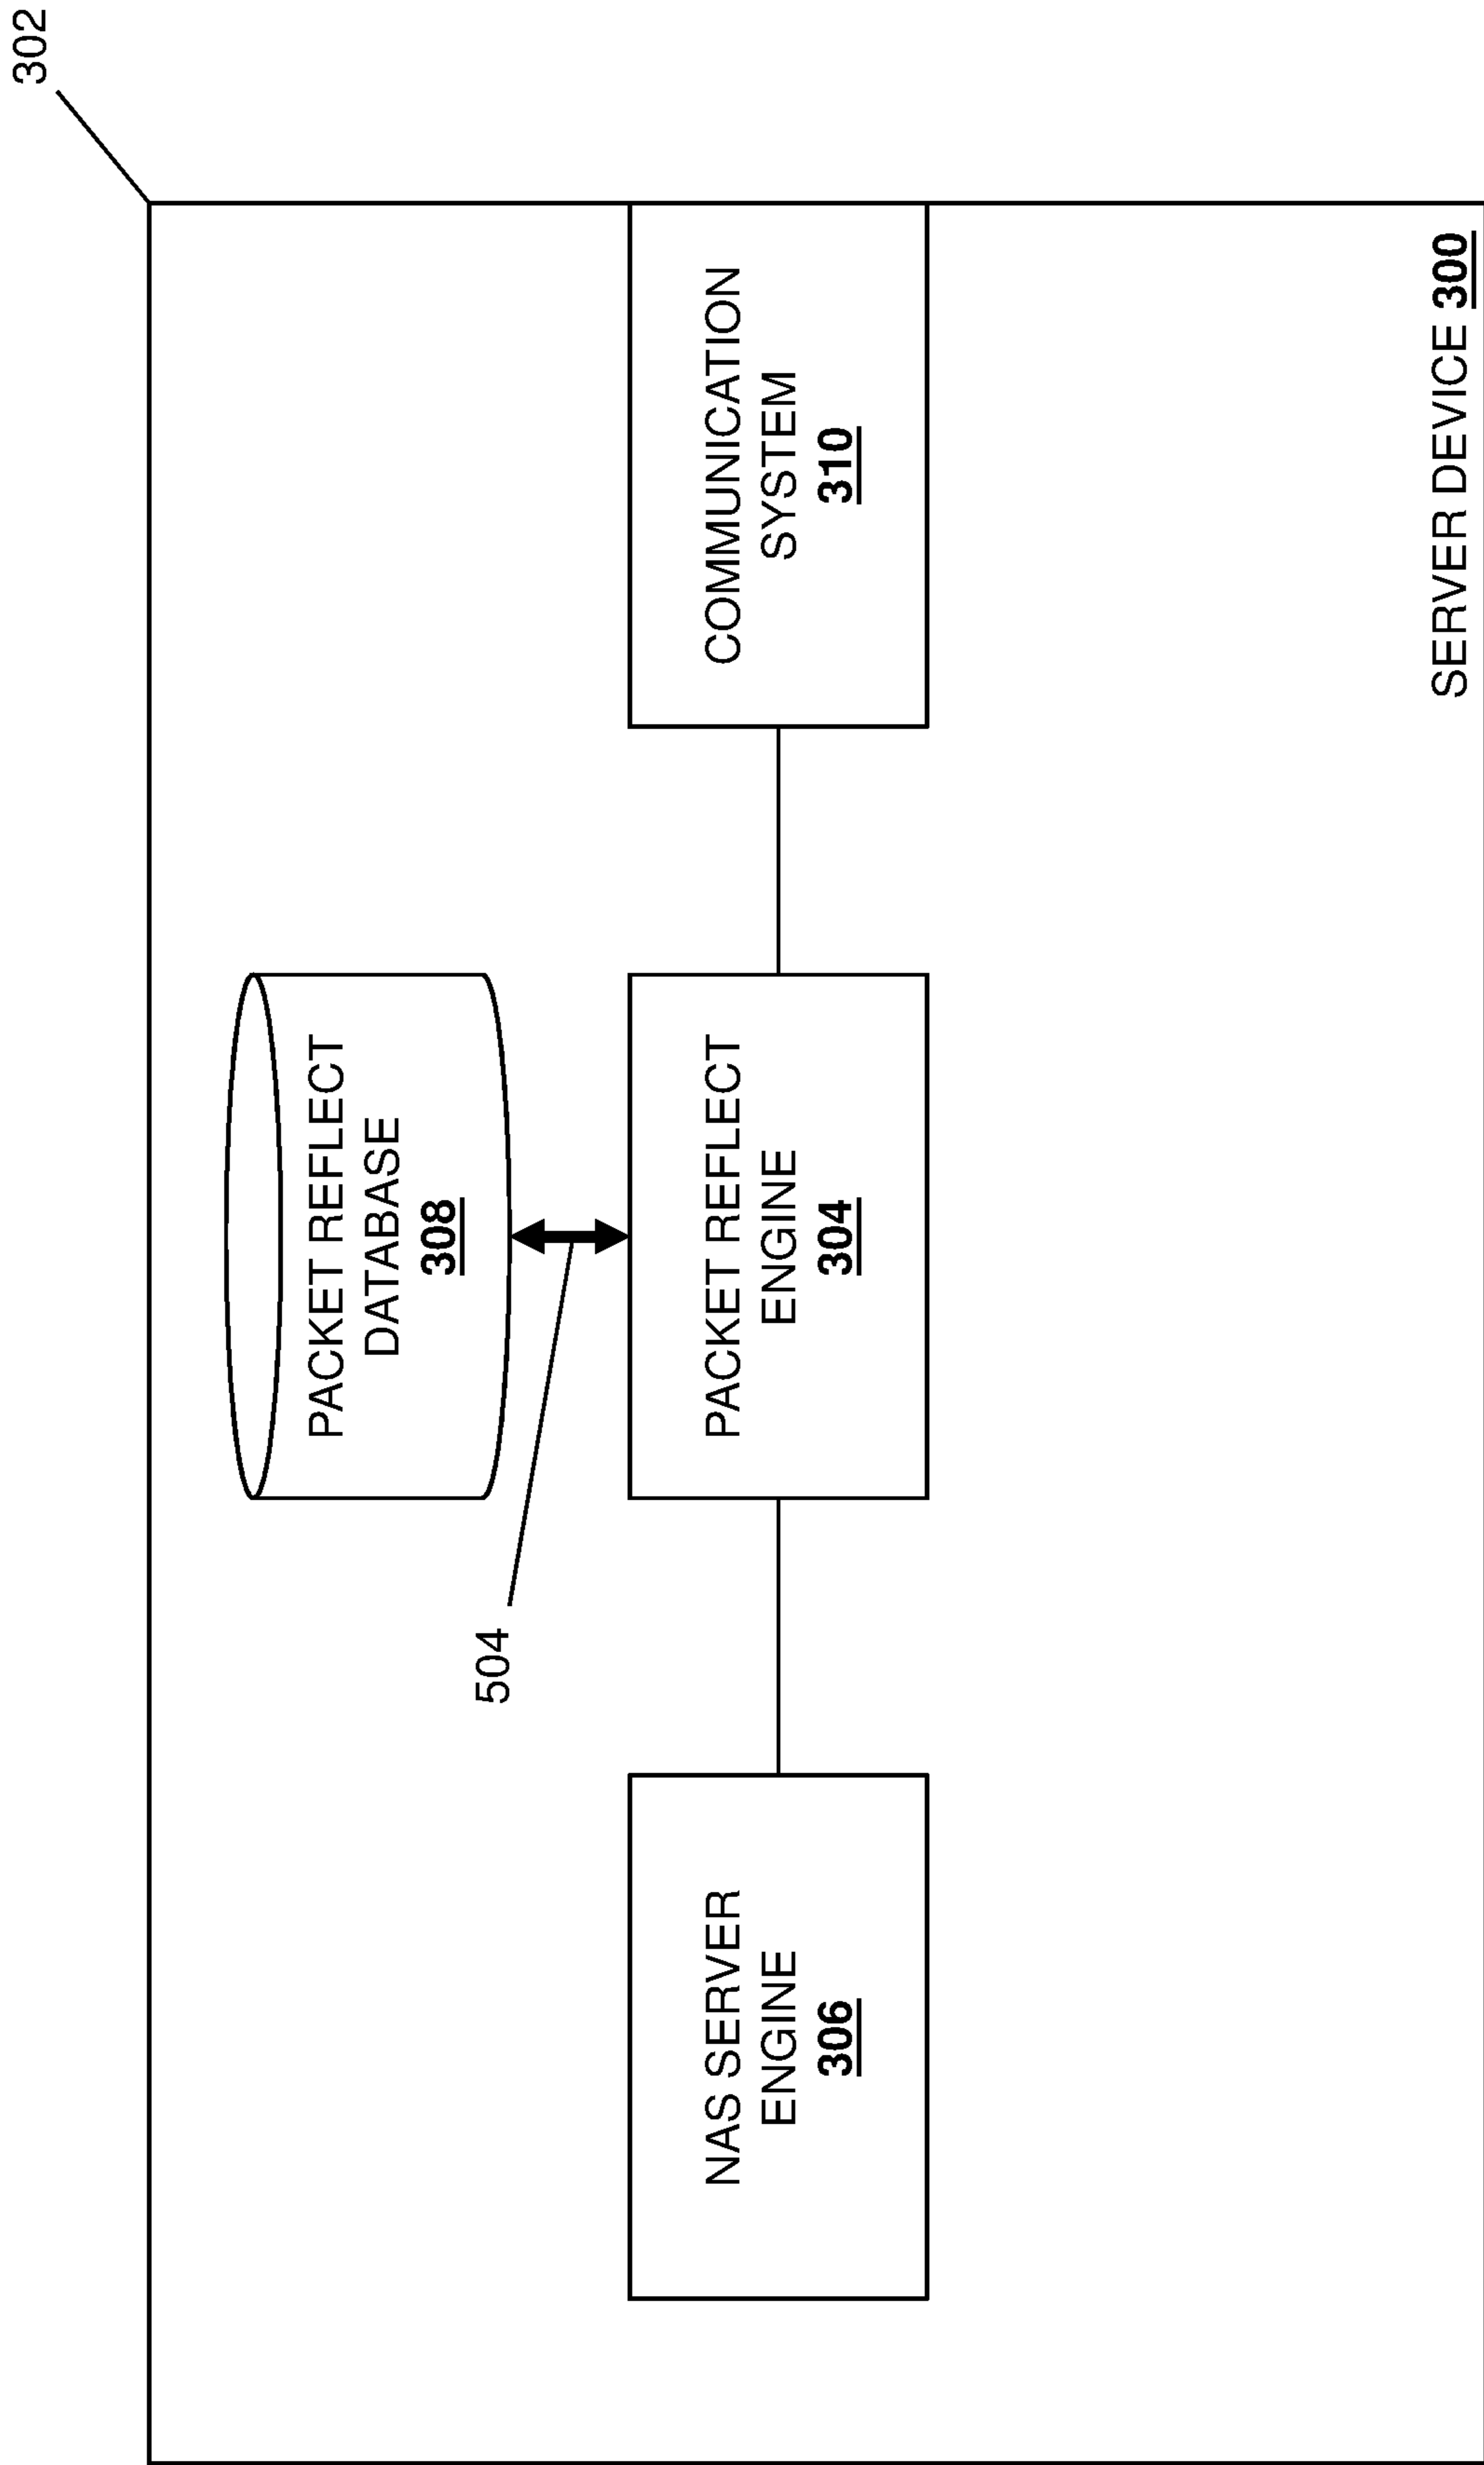 302
PACKET REFLECT
DATABASE
308
504
NAS SERVER
ENGINE
306
PACKET REFLECT
ENGINE
304
COMMUNICATION
SYSTEM
310
SERVER DEVICE 300